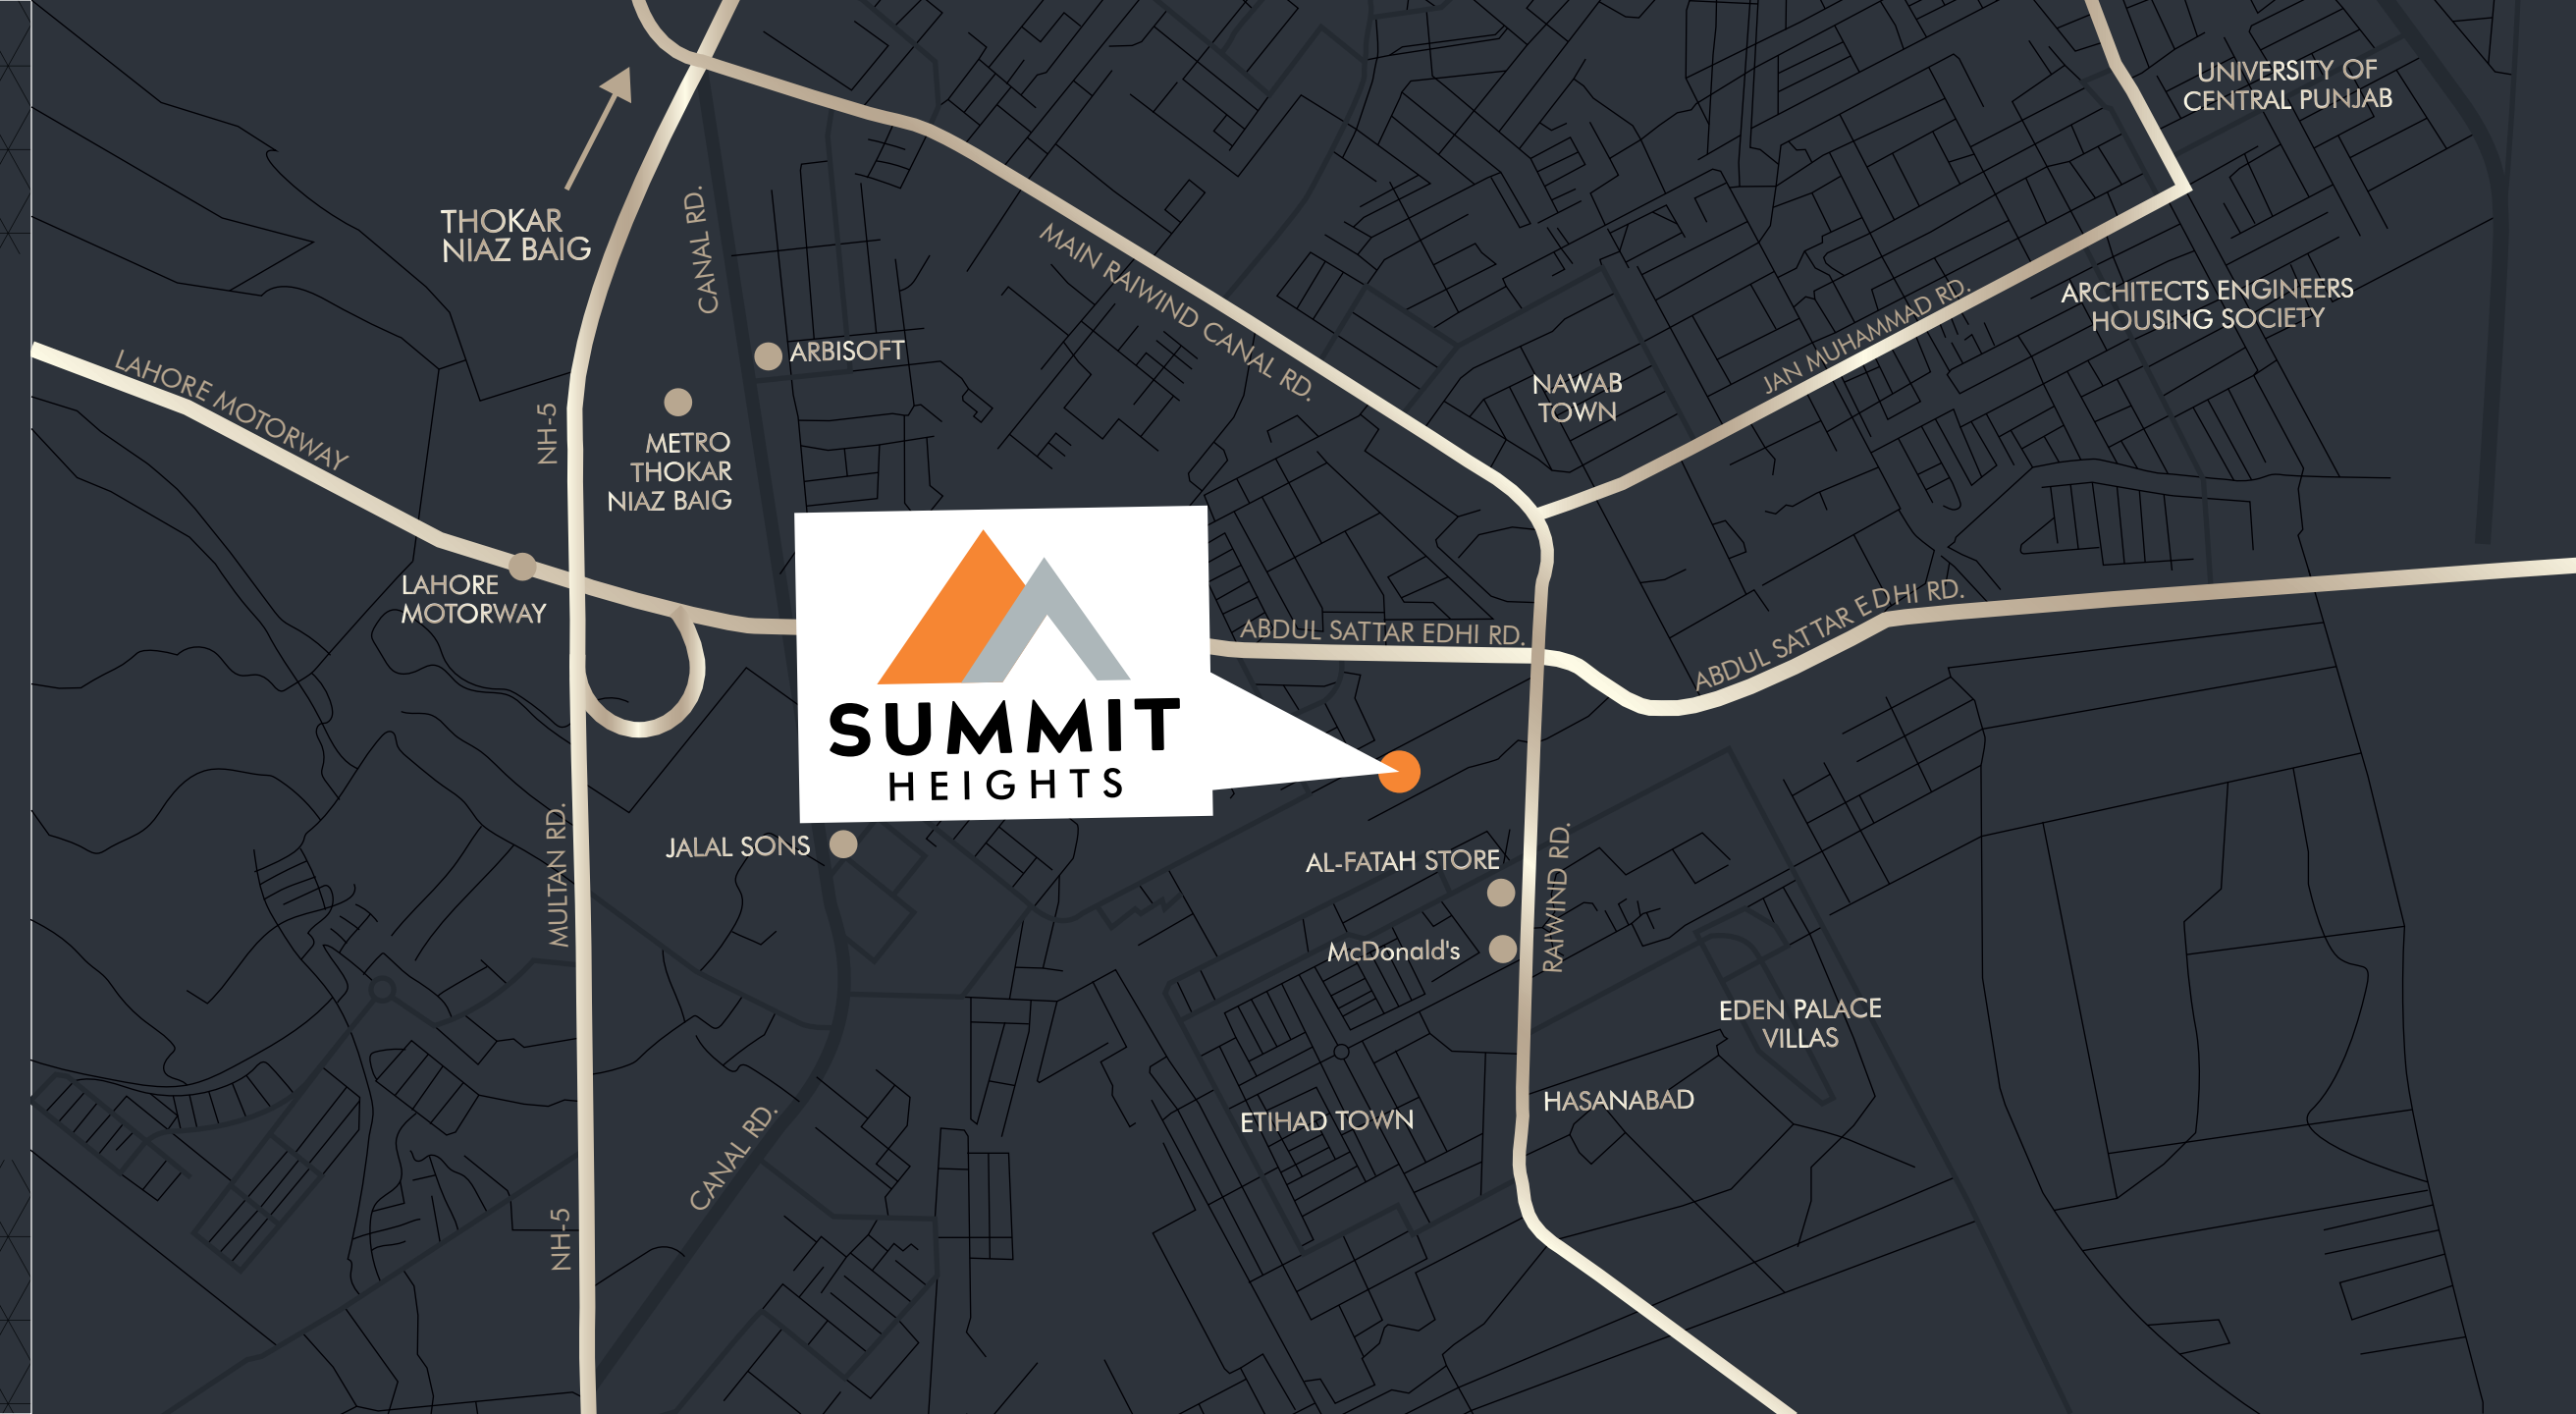 UNIVERSITY OF
CENTRAL PUNJAB
THOKAR
NIAZ BAIG
CANAL RD.
MAIN RAIWIND CANAL RD.
ARCHITECTS ENGINEERS
HOUSING SOCIETY
JAN MUHAMMAD RD.
LAHORE MOTORWAY
ARBISOFT
NH-5
NAWAB
TOWN
METRO
THOKAR
NIAZ BAIG
LAHORE
MOTORWAY
SUMMIT
HEIGHTS
ABDUL SATTAR EDHI RD.
ABDUL SATTAR EDHI RD.
MULTAN RD.
JALAL SONS
AL-FATAH STORE
RAIWIND RD.
McDonald's
EDEN PALACE
VILLAS
HASANABAD
ETIHAD TOWN
CANAL RD.
NH-5